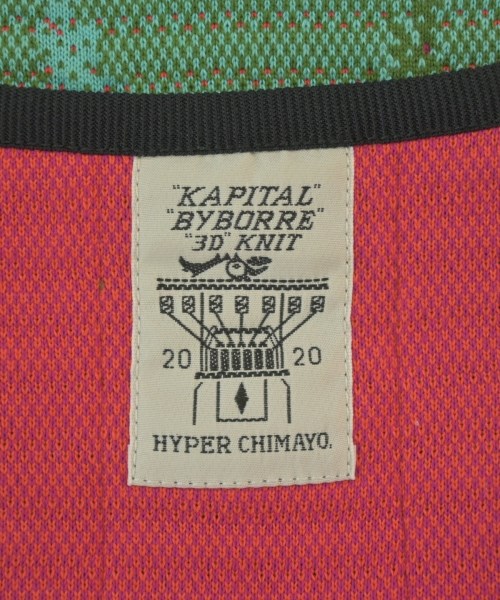 "KAPITAL"
"BYBORRE"
"3D" KNIT
20 20
HYPER CHIMAYO.